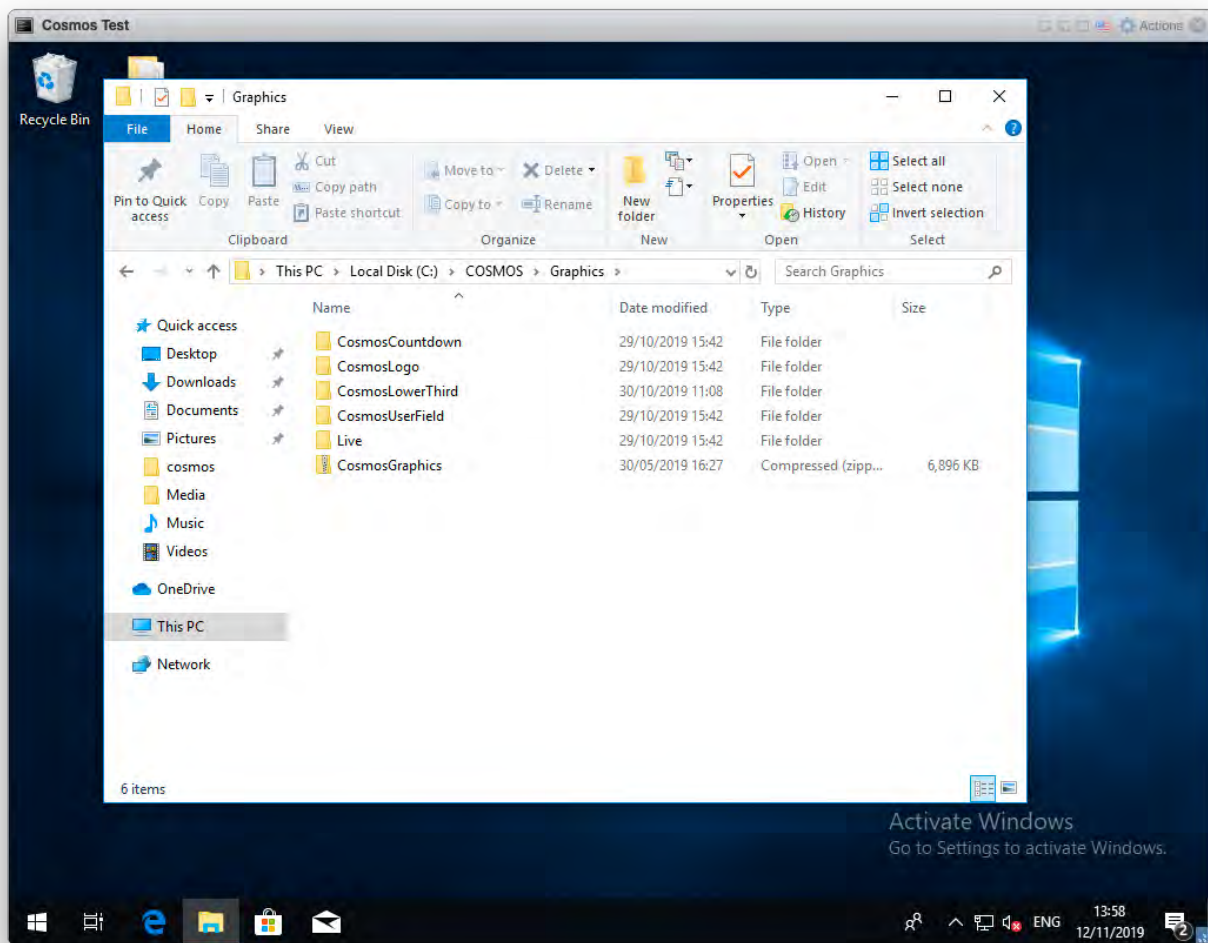 Cosmos Test
Actions
Recycle Bin
Graphics
File Home Share View
Pin to Quick access
Copy
Paste
Cut
Copy path
Paste shortcut
Clipboard
Move to
Copy to
Delete
Rename
Organize
New folder
New
Properties
Open
Edit
History
Open
Select all
Select none
Invert selection
Select
This PC > Local Disk (C:) > COSMOS > Graphics >
Search Graphics
Name Date modified Type Size
Quick access
Desktop
Downloads
Documents
Pictures
cosmos
Media
Music
Videos
OneDrive
This PC
Network
CosmosCountdown 29/10/2019 15:42 File folder
CosmosLogo 29/10/2019 15:42 File folder
CosmosLowerThird 30/10/2019 11:08 File folder
CosmosUserField 29/10/2019 15:42 File folder
Live 29/10/2019 15:42 File folder
CosmosGraphics 30/05/2019 16:27 Compressed (zipp... 6,896 KB
6 items
Activate Windows
Go to Settings to activate Windows.
ENG
13:58
12/11/2019
2